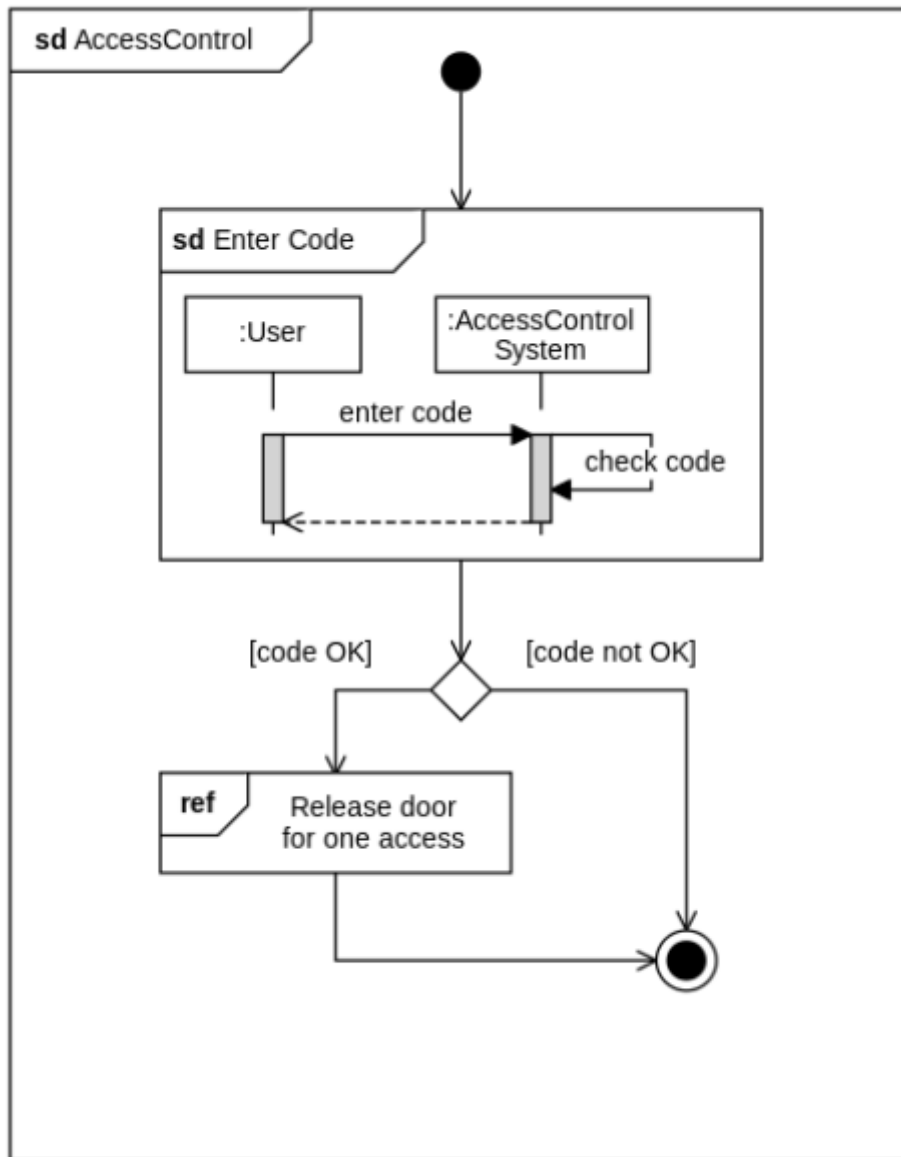 sd AccessControl
sd Enter Code
:User
:AccessControl
System
enter code
check code
[code OK]
[code not OK]
ref
Release door
for one access